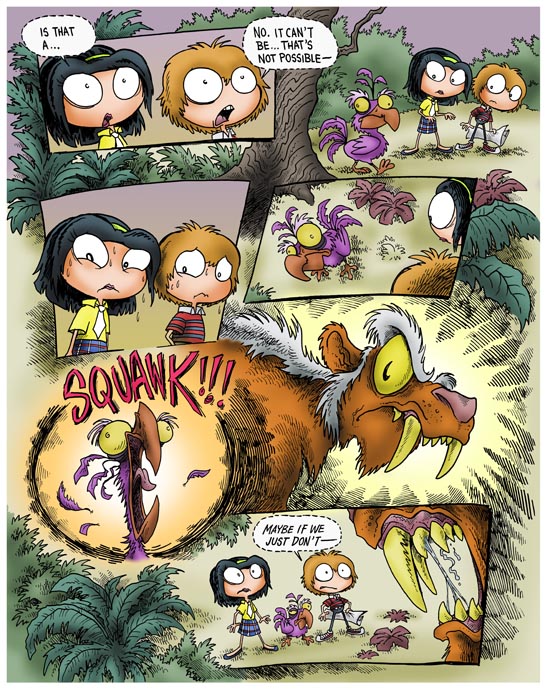 IS THAT
A...
NO. IT CAN'T
BE... THAT'S
NOT POSSIBLE—
SQUAWK!!!
MAYBE IF WE
JUST DON'T—